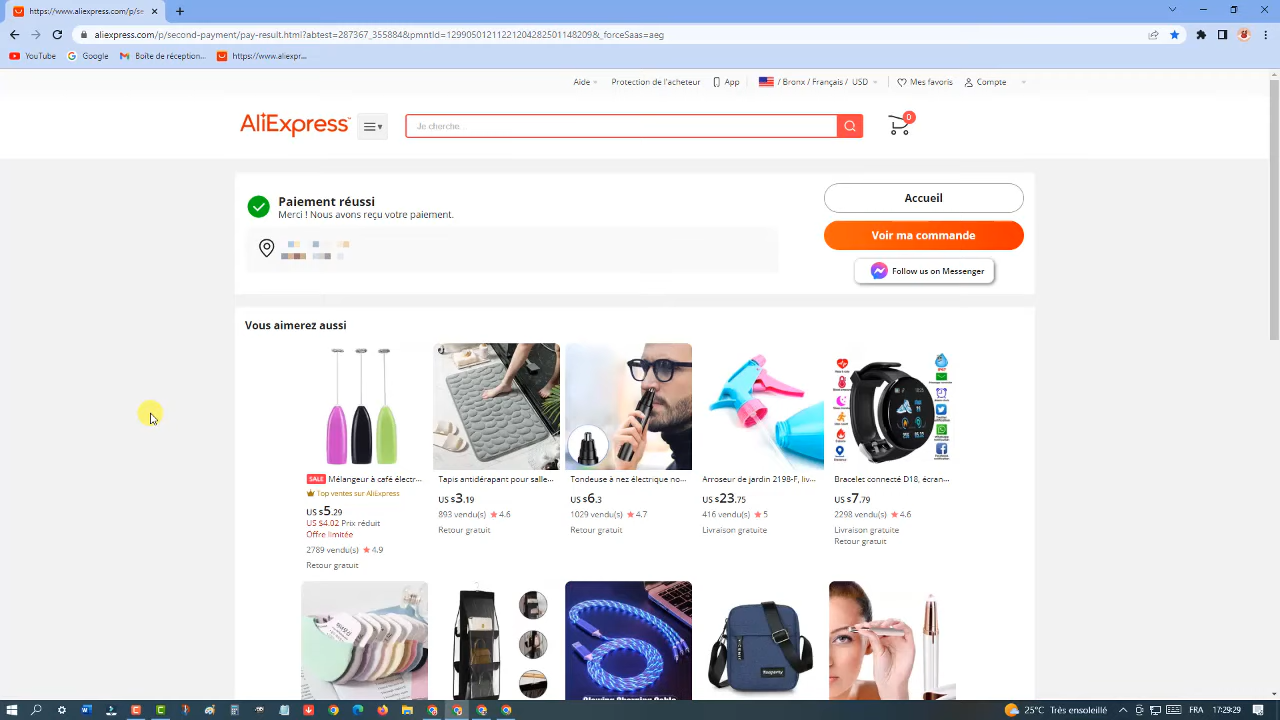 https://www.aliexpress.com/p/se
aliexpress.com/p/second-payment/pay-result.html?abtest=287367_355884&pmntId=1299050121122120428250114820&_forceSaas=aeg
YouTube
Google
Boîte de réception...
https://www.aliexpr...
Aide
Protection de l'acheteur
App
/ Bronx / Français / USD
Mes favoris
Compte
AliExpress
Je cherche...
0
Paiement réussi
Merci ! Nous avons reçu votre paiement.
Accueil
Voir ma commande
Follow us on Messenger
Vous aimerez aussi
SALE Mélangeur à café électr...
Top ventes sur AliExpress
US $5.29
US $4.02 Prix réduit
Offre limitée
2789 vendu(s) ★ 4.9
Retour gratuit
Tapis antidérapant pour salle...
US $3.19
893 vendu(s) ★ 4.6
Retour gratuit
Tondeuse à nez électrique no...
US $6.3
1029 vendu(s) ★ 4.7
Retour gratuit
Arroseur de jardin 2198-F, liv...
US $23.75
416 vendu(s) ★ 5
Livraison gratuite
Bracelet connecté D18, écran...
US $7.79
2298 vendu(s) ★ 4.6
Livraison gratuite
Retour gratuit
Glowing Charging Cable
25°C Très ensoleillé
FRA
17:29:29